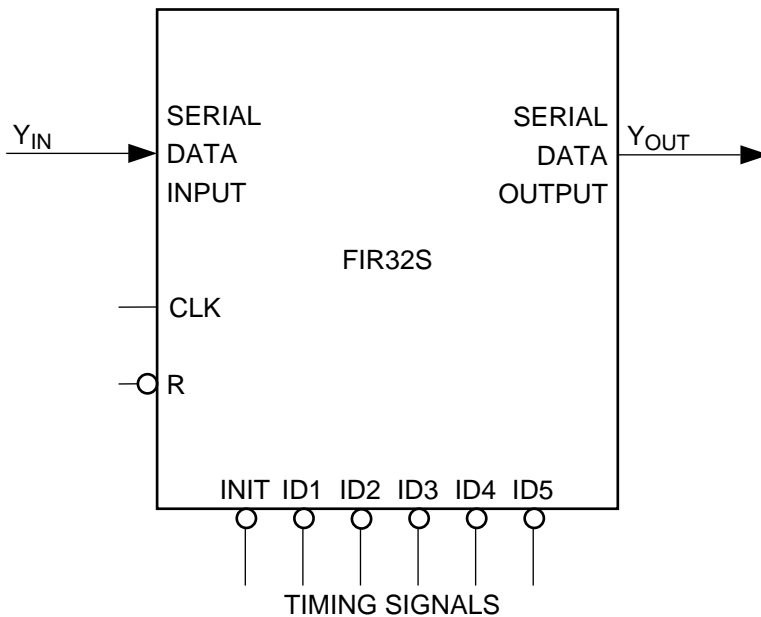 SERIAL
DATA
INPUT
SERIAL
DATA
OUTPUT
YIN
YOUT
FIR32S
CLK
R
INIT ID1 ID2 ID3 ID4 ID5
TIMING SIGNALS